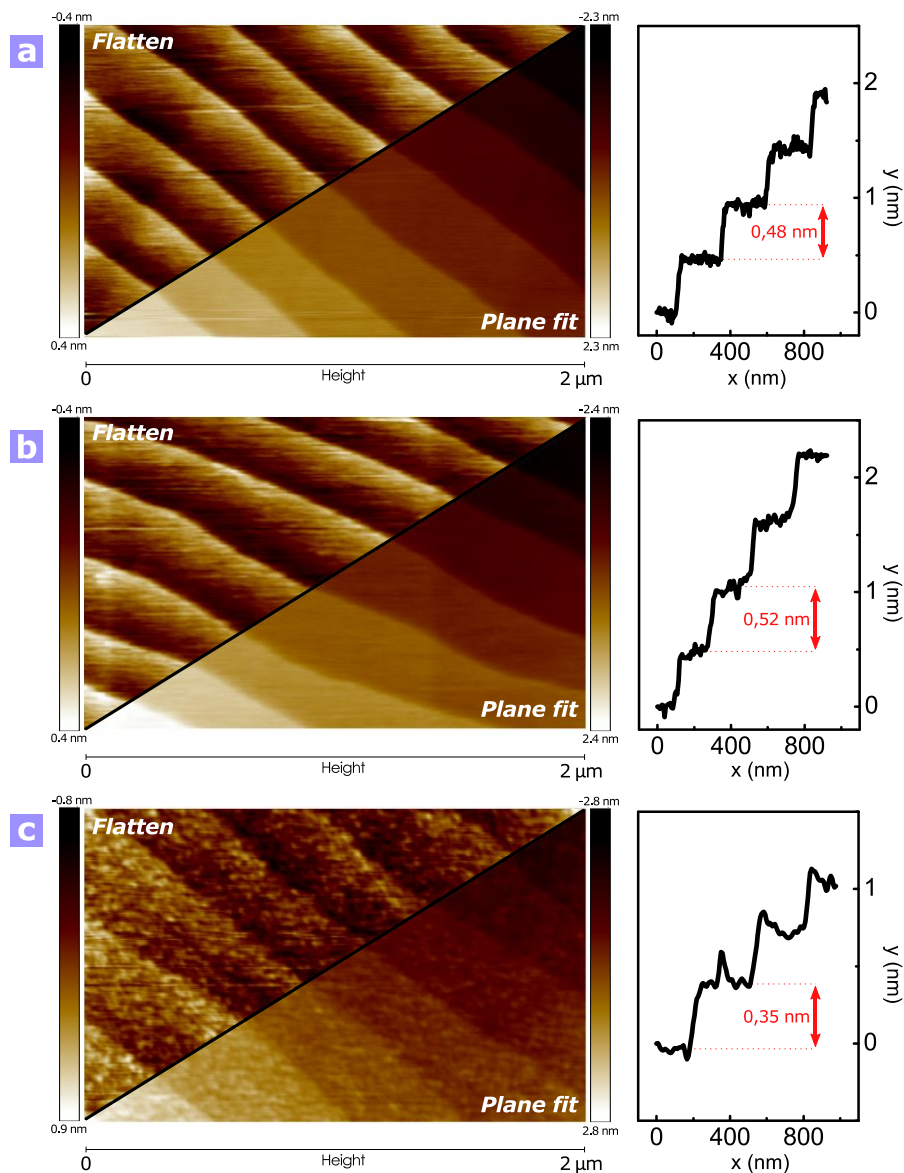 a
-0.4 nm
-2.3 nm
Flatten
Plane fit
0.4 nm
2.3 nm
0
Height
2 µm
2
1
0
y (nm)
0,48 nm
0
400
800
x (nm)
b
-0.4 nm
-2.4 nm
Flatten
Plane fit
0.4 nm
2.4 nm
0
Height
2 µm
2
1
0
y (nm)
0,52 nm
0
400
800
x (nm)
c
-0.8 nm
-2.8 nm
Flatten
Plane fit
0.9 nm
2.8 nm
0
Height
2 µm
1
0
y (nm)
0,35 nm
0
400
800
x (nm)